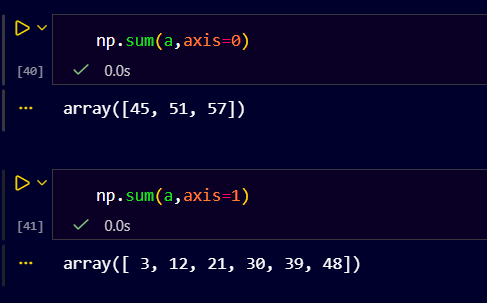 np.sum(a,axis=0)
[40]
0.0s
... array([45, 51, 57])
np.sum(a,axis=1)
[41]
0.0s
... array([ 3, 12, 21, 30, 39, 48])